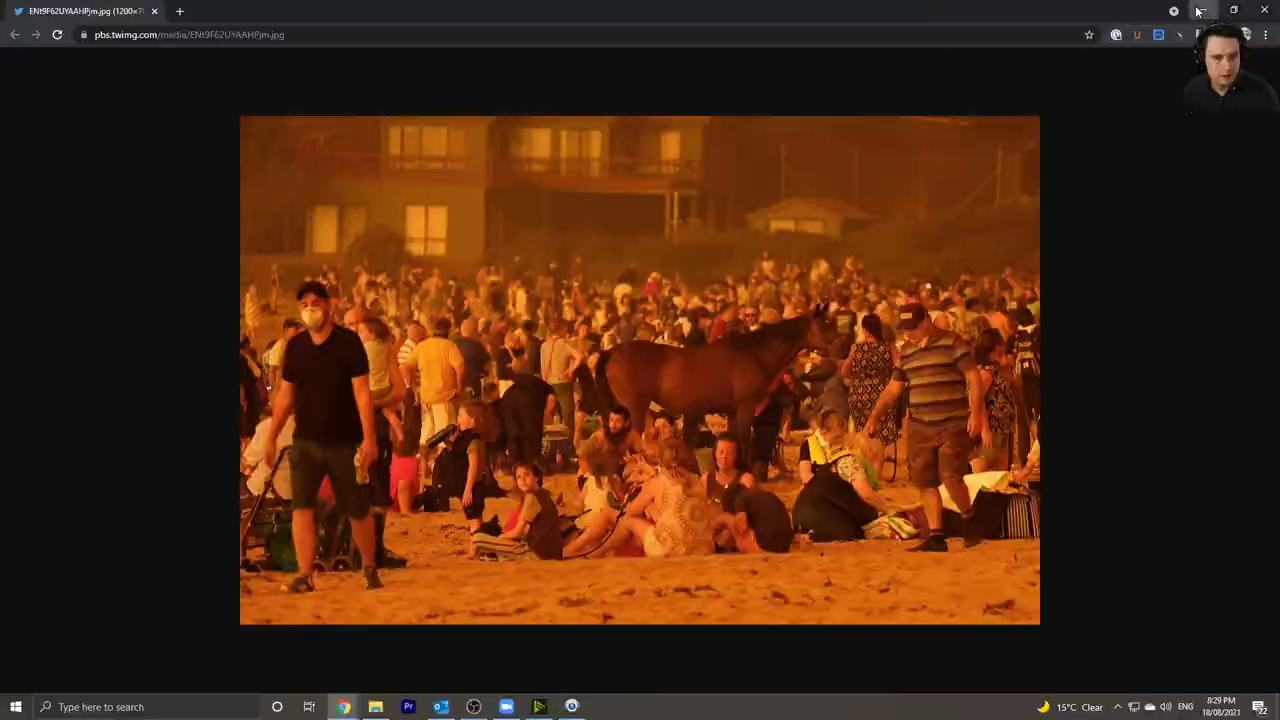 ENt9F62UYAAHPjm.jpg (1200×7
pbs.twimg.com/media/ENt9F62UYAAHPjm.jpg
Type here to search
15°C Clear
ENG
8:29 PM
18/08/2021